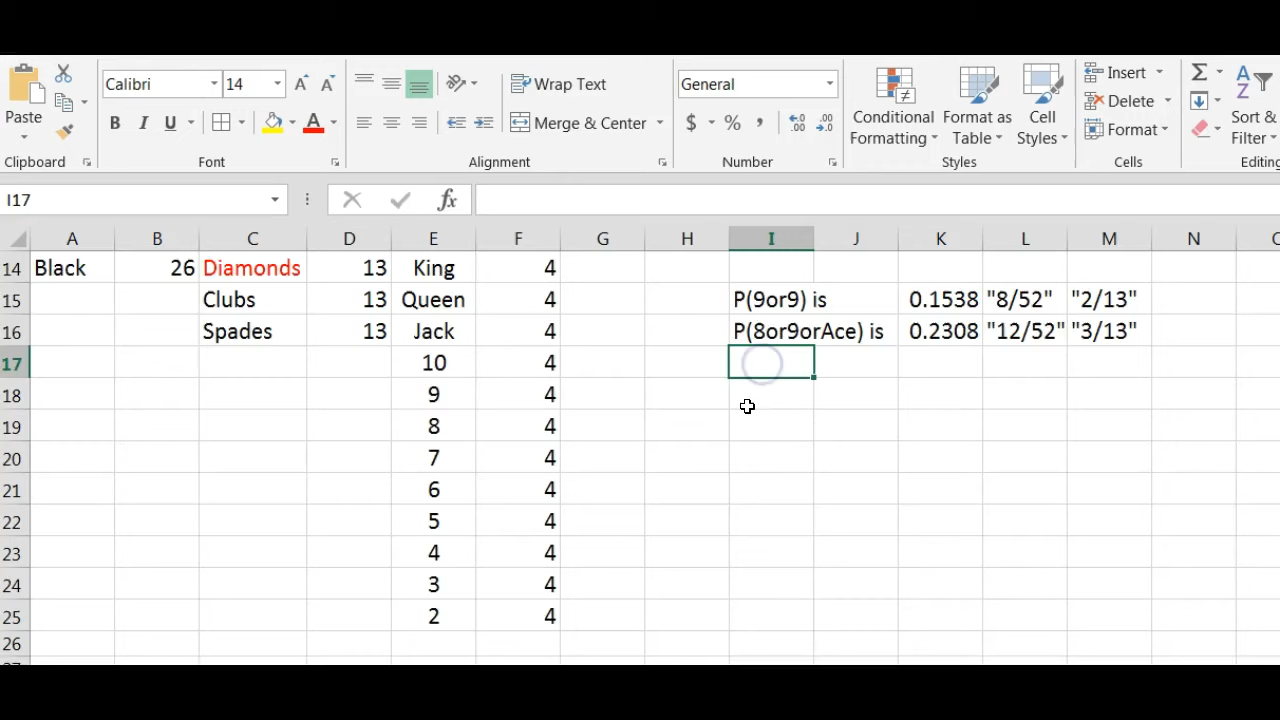 Calibri 14 Wrap Text General Insert
Paste B I U A Merge & Center $ % , Conditional Formatting Format as Table Cell Styles Delete Format Sort & Filter
Clipboard Font Alignment Number Styles Cells Editing
I17 fx
A B C D E F G H I J K L M N
14 Black 26 Diamonds 13 King 4
15 Clubs 13 Queen 4 P(9or9) is 0.1538 "8/52" "2/13"
16 Spades 13 Jack 4 P(8or9orAce) is 0.2308 "12/52" "3/13"
17 10 4
18 9 4
19 8 4
20 7 4
21 6 4
22 5 4
23 4 4
24 3 4
25 2 4
26